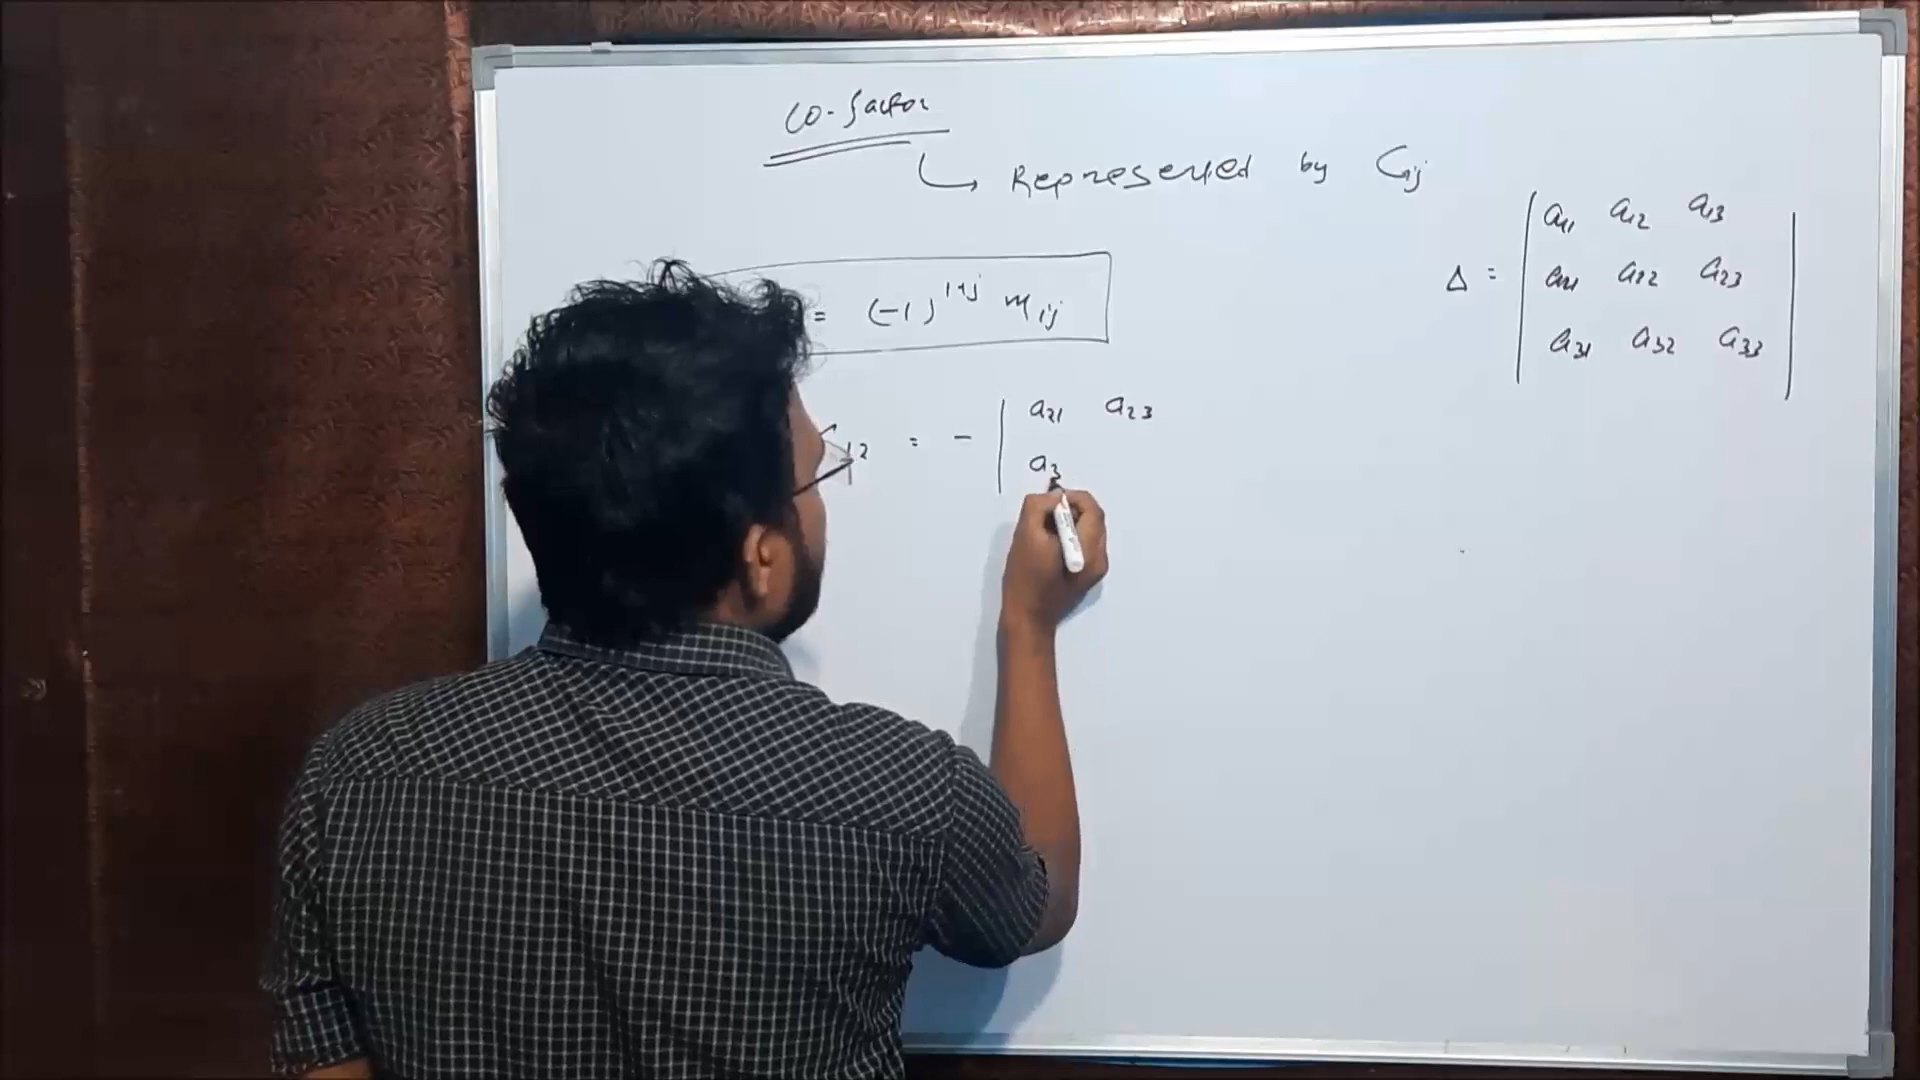 Co-factor
Represented by Cij
= (-1)^i+j Mij
Δ = | a11 a12 a13 |
| a21 a22 a23 |
| a31 a32 a33 |
12 = - | a21 a23
a3